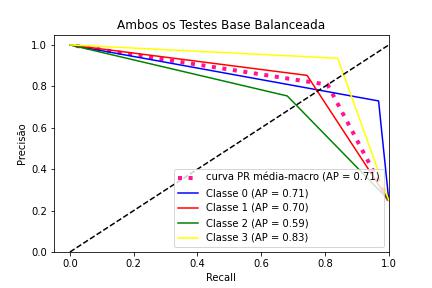 Ambos os Testes Base Balanceada
1.0
0.8
0.6
0.4
0.2
0.0
Precisão
curva PR média-macro (AP = 0.71)
Classe 0 (AP = 0.71)
Classe 1 (AP = 0.70)
Classe 2 (AP = 0.59)
Classe 3 (AP = 0.83)
0.0 0.2 0.4 0.6 0.8 1.0
Recall